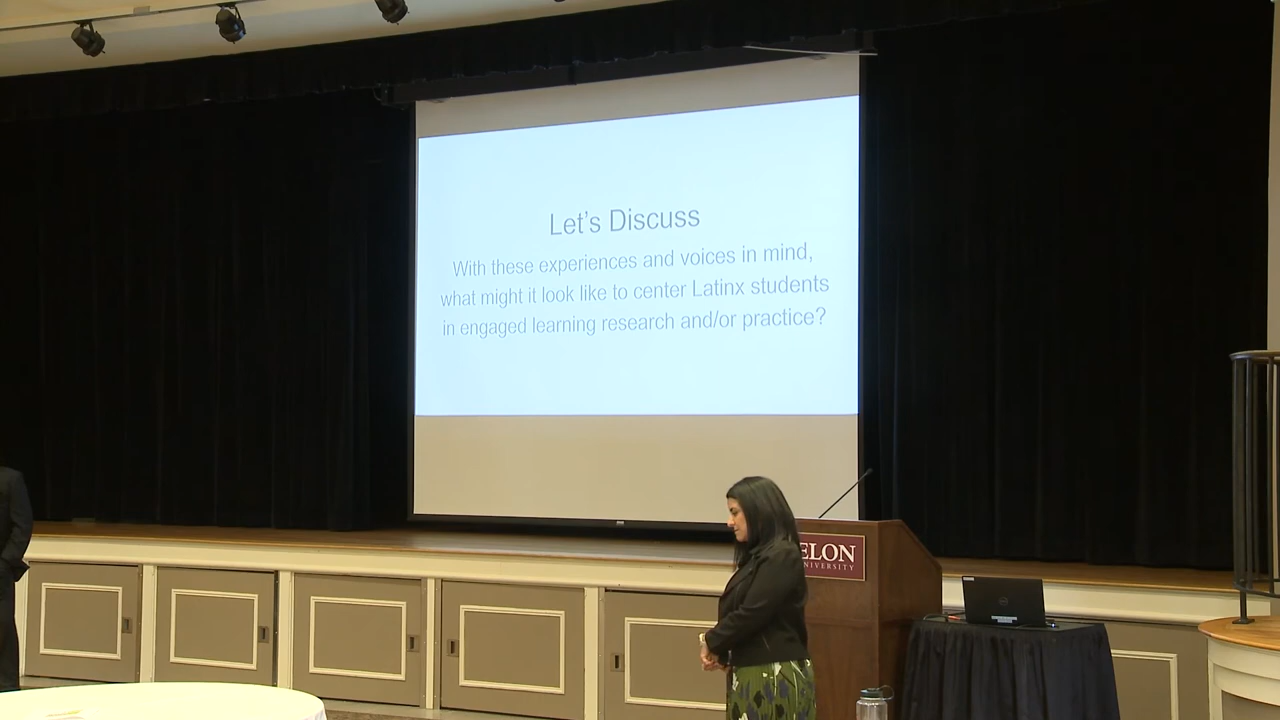 Let's Discuss
With these experiences and voices in mind,
what might it look like to center Latinx students
in engaged learning research and/or practice?
ELON
UNIVERSITY